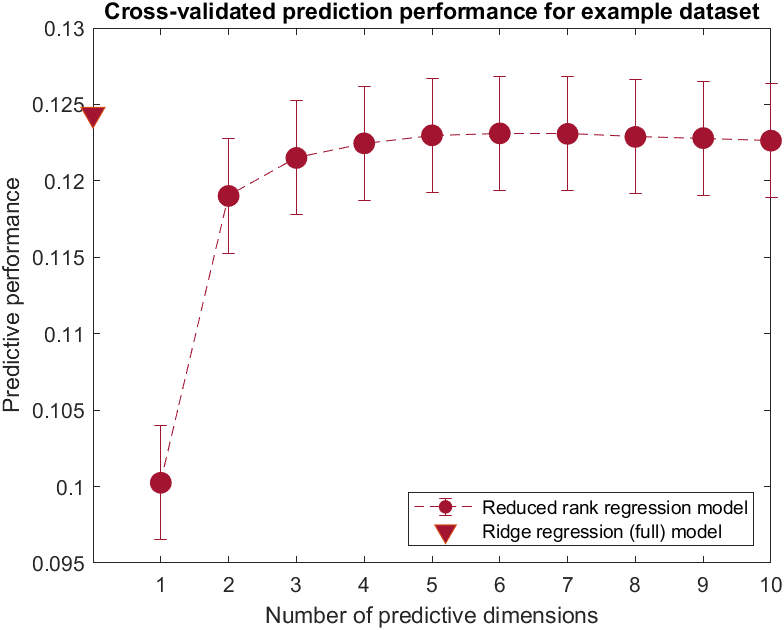 Cross-validated prediction performance for example dataset
0.13
0.125
0.12
0.115
0.11
0.105
0.1
0.095
Predictive performance
1 2 3 4 5 6 7 8 9 10
Number of predictive dimensions
Reduced rank regression model
Ridge regression (full) model